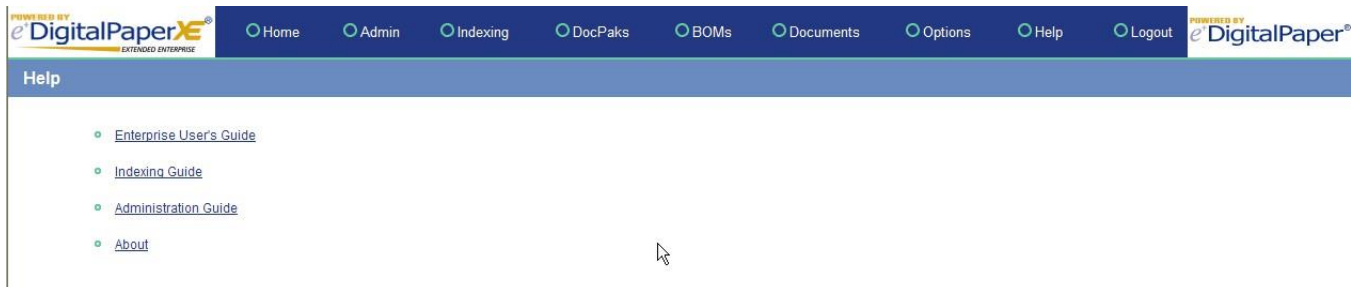 POWERED BY
e+DigitalPaperXE®
EXTENDED ENTERPRISE
Home Admin Indexing DocPaks BOMs Documents Options Help Logout
POWERED BY
e+DigitalPaper®
Help
Enterprise User's Guide
Indexing Guide
Administration Guide
About